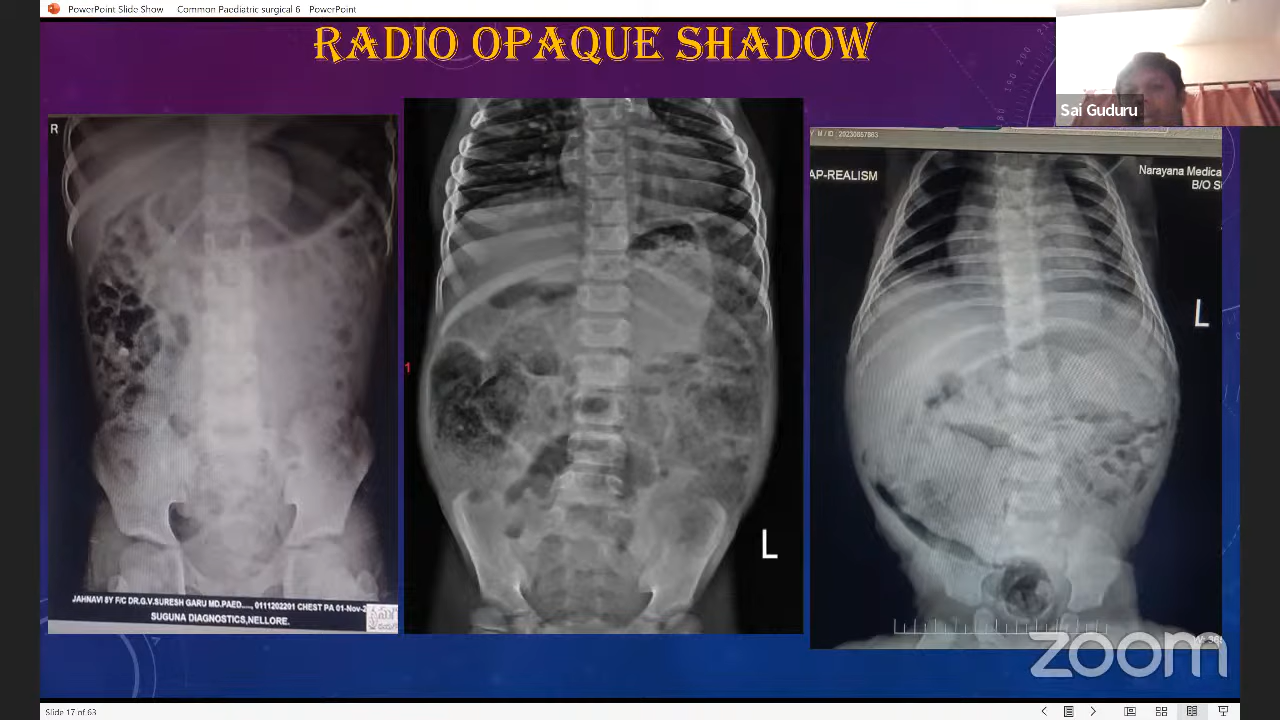 PowerPoint Slide Show Common Paediatric surgical 6 - PowerPoint
RADIO OPAQUE SHADOW
Sai Guduru
R
1
L
JAHNAVI 8Y F/C DR.G.V.SURESH GARU MD.PAED...., 0111202201 CHEST PA 01-Nov-2
SUGUNA DIAGNOSTICS,NELLORE.
M / ID
AP-REALISM
Narayana Medica
B/O S
L
zoom
Slide 17 of 63